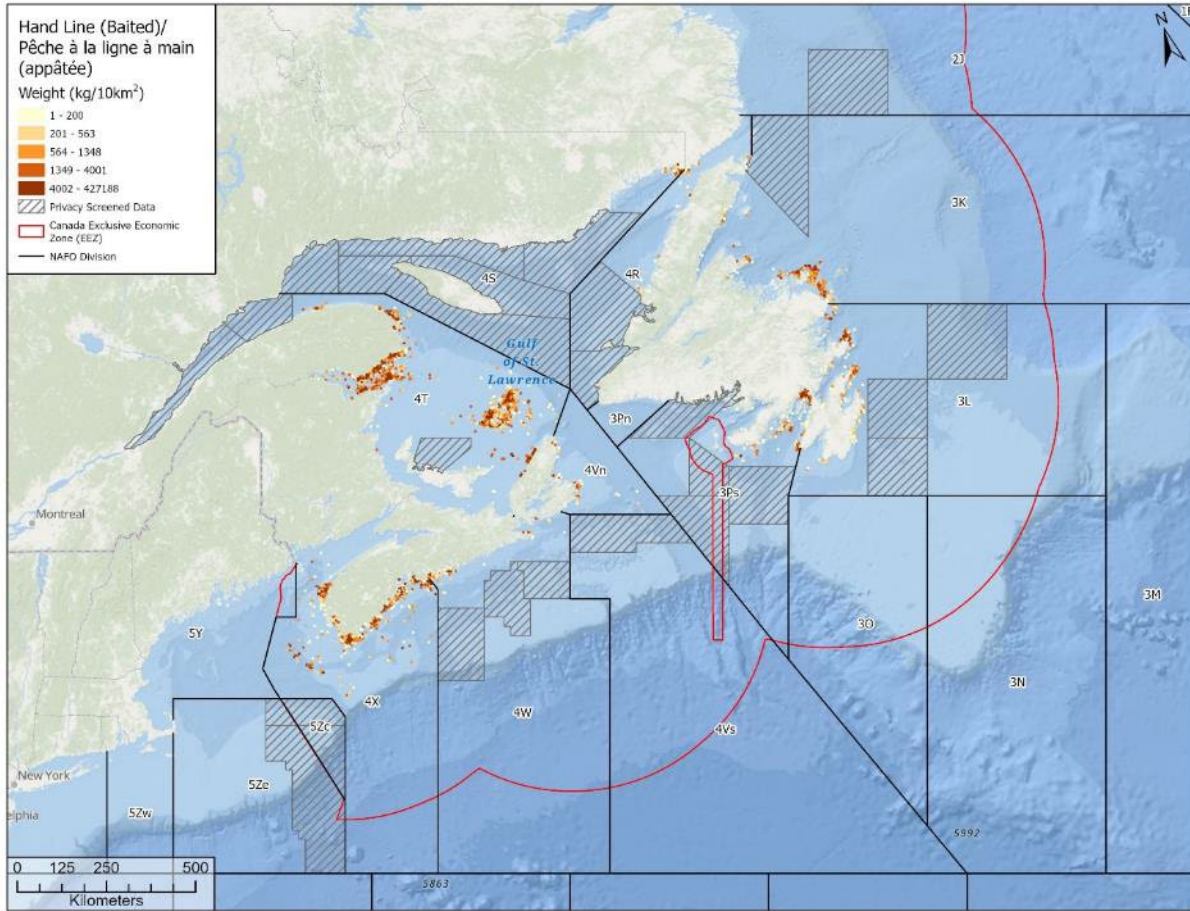 Hand Line (Baited)/
Pêche à la ligne à main
(appâtée)
Weight (kg/10km²)
1 - 200
201 - 563
564 - 1348
1349 - 4001
4002 - 427188
Privacy Screened Data
Canada Exclusive Economic
Zone (EEZ)
NAFO Division
N
2J
3K
4S
4R
Gulf
of St.
Lawrence
4T
3Pn
3L
4Vn
3Ps
Montreal
5Y
3O
3M
3N
4X
4W
4Vs
5Zc
New York
5Ze
elphia
5Zw
5992
0 125 250 500
Kilometers
5863